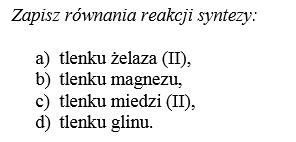 Zapisz równania reakcji syntezy:
a) tlenku żelaza (II),
b) tlenku magnezu,
c) tlenku miedzi (II),
d) tlenku glinu.